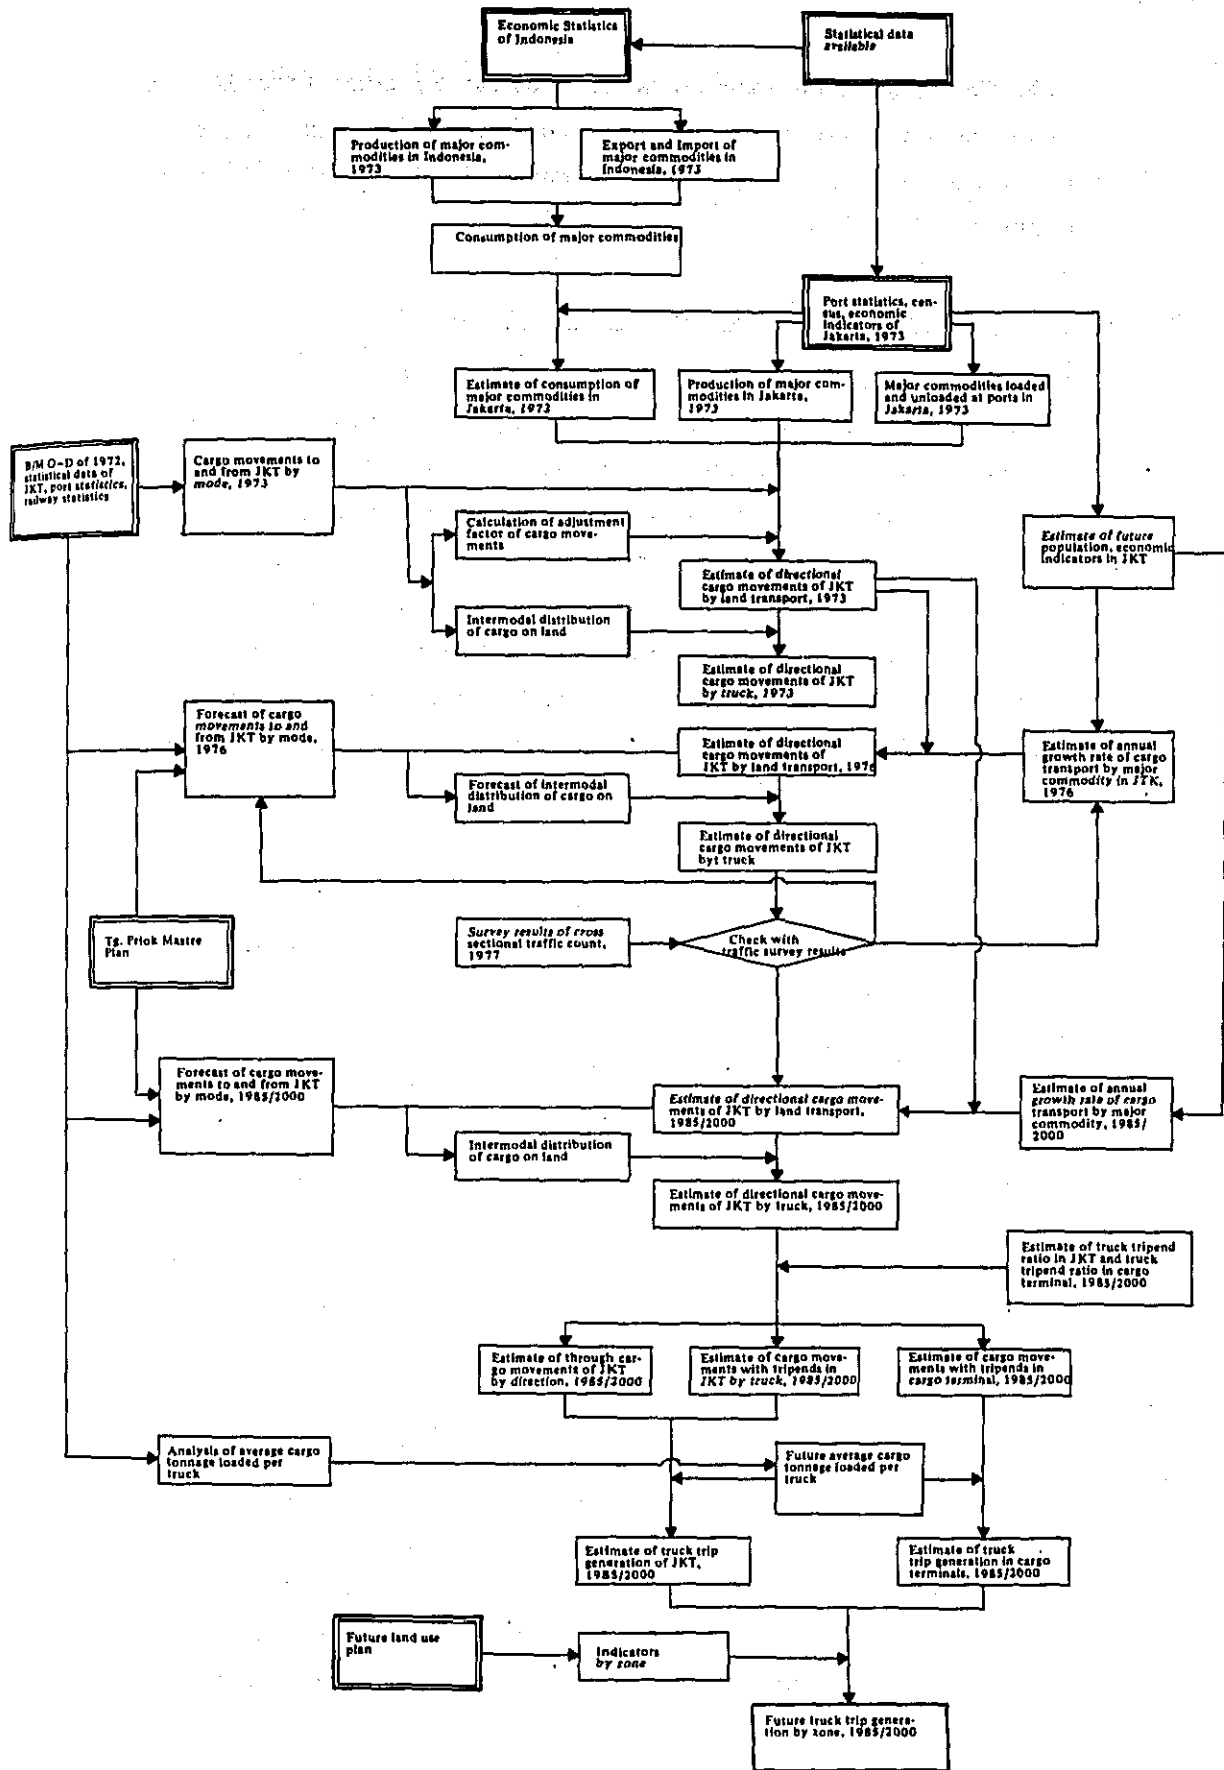 Economic Statistics
of Indonesia
Statistical data
available
Production of major com-
modities in Indonesia,
1973
Export and Import of
major commodities in
Indonesia, 1973
Consumption of major commodities
Port statistics, cen-
sus, economic
indicators of
Jakarta, 1973
Estimate of consumption of
major commodities in
Jakarta, 1973
Production of major com-
modities in Jakarta,
1973
Major commodities loaded
and unloaded at ports in
Jakarta, 1973
B/M O-D of 1972,
statistical data of
JKT, port statistics,
railway statistics
Cargo movements to
and from JKT by
mode, 1973
Calculation of adjustment
factor of cargo move-
ments
Estimate of future
population, economic
indicators in JKT
Estimate of directional
cargo movements of JKT
by land transport, 1973
Intermodal distribution
of cargo on land
Estimate of directional
cargo movements of JKT
by truck, 1973
Forecast of cargo
movements to and
from JKT by mode,
1976
Estimate of directional
cargo movements of
JKT by land transport, 1976
Estimate of annual
growth rate of cargo
transport by major
commodity in JTK,
1976
Forecast of intermodal
distribution of cargo on
land
Estimate of directional
cargo movements of JKT
byt truck
Tg. Priok Mastre
Plan
Survey results of cross
sectional traffic count,
1977
Check with
traffic survey results
Forecast of cargo move-
ments to and from JKT
by mode, 1985/2000
Estimate of directional cargo move-
ments of JKT by land transport,
1985/2000
Estimate of annual
growth rate of cargo
transport by major
commodity, 1985/
2000
Intermodal distribution
of cargo on land
Estimate of directional cargo move-
ments of JKT by truck, 1985/2000
Estimate of truck tripend
ratio in JKT and truck
tripend ratio in cargo
terminal, 1985/2000
Estimate of through car-
go movements of JKT
by direction, 1985/2000
Estimate of cargo move-
ments with tripends in
JKT by truck, 1985/2000
Estimate of cargo move-
ments with tripends in
cargo terminal, 1985/2000
Analysis of average cargo
tonnage loaded per
truck
Future average cargo
tonnage loaded per
truck
Estimate of truck trip
generation of JKT,
1985/2000
Estimate of truck
trip generation in cargo
terminals, 1985/2000
Future land use
plan
Indicators
by zone
Future truck trip genera-
tion by zone, 1985/2000